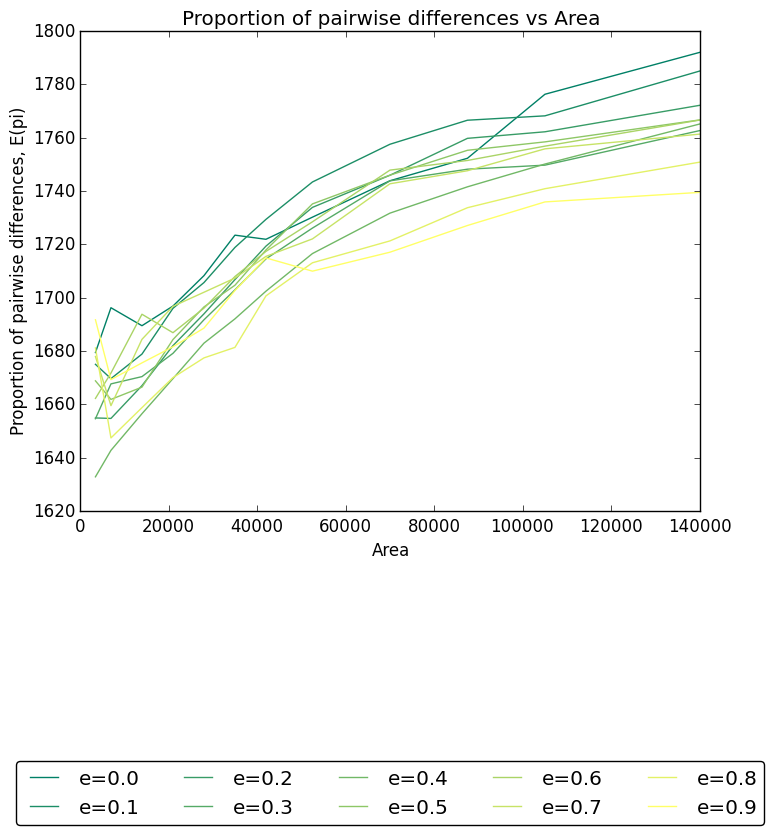 Proportion of pairwise differences vs Area
1800
1780
1760
1740
1720
1700
1680
1660
1640
1620
Proportion of pairwise differences, E(pi)
0 20000 40000 60000 80000 100000 120000 140000
Area
e=0.0 e=0.2 e=0.4 e=0.6 e=0.8
e=0.1 e=0.3 e=0.5 e=0.7 e=0.9